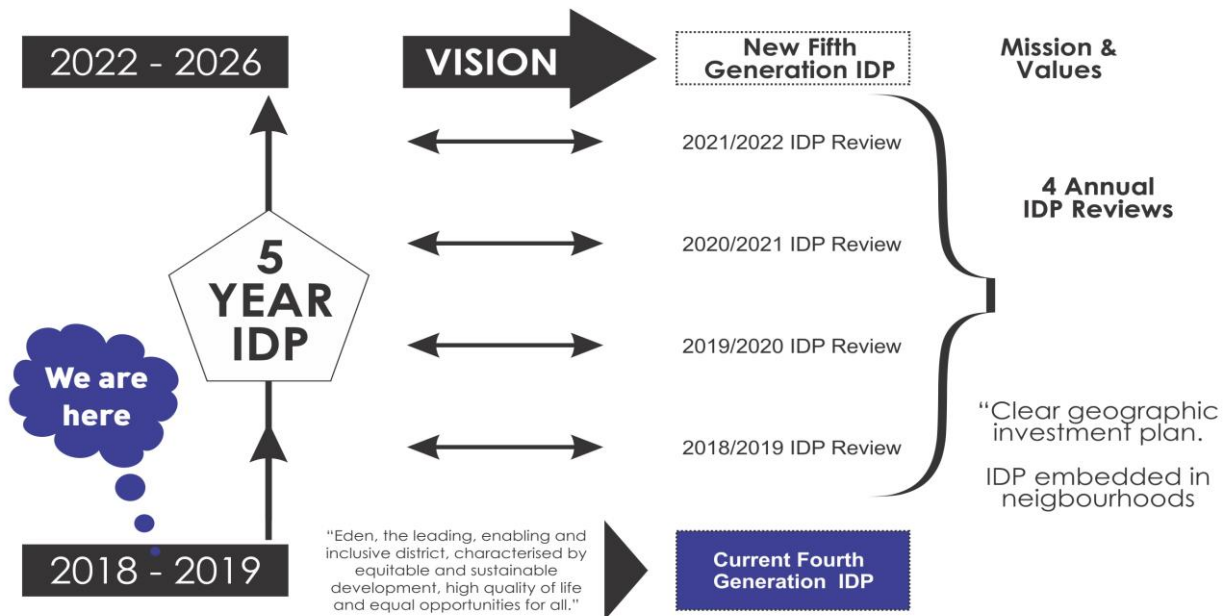 2022 - 2026
VISION
New Fifth
Generation IDP
Mission &
Values
2021/2022 IDP Review
4 Annual
IDP Reviews
2020/2021 IDP Review
5
YEAR
IDP
2019/2020 IDP Review
We are
here
2018/2019 IDP Review
“Clear geographic
investment plan.
IDP embedded in
neigbourhoods
2018 - 2019
“Eden, the leading, enabling and
inclusive district, characterised by
equitable and sustainable
development, high quality of life
and equal opportunities for all.”
Current Fourth
Generation IDP